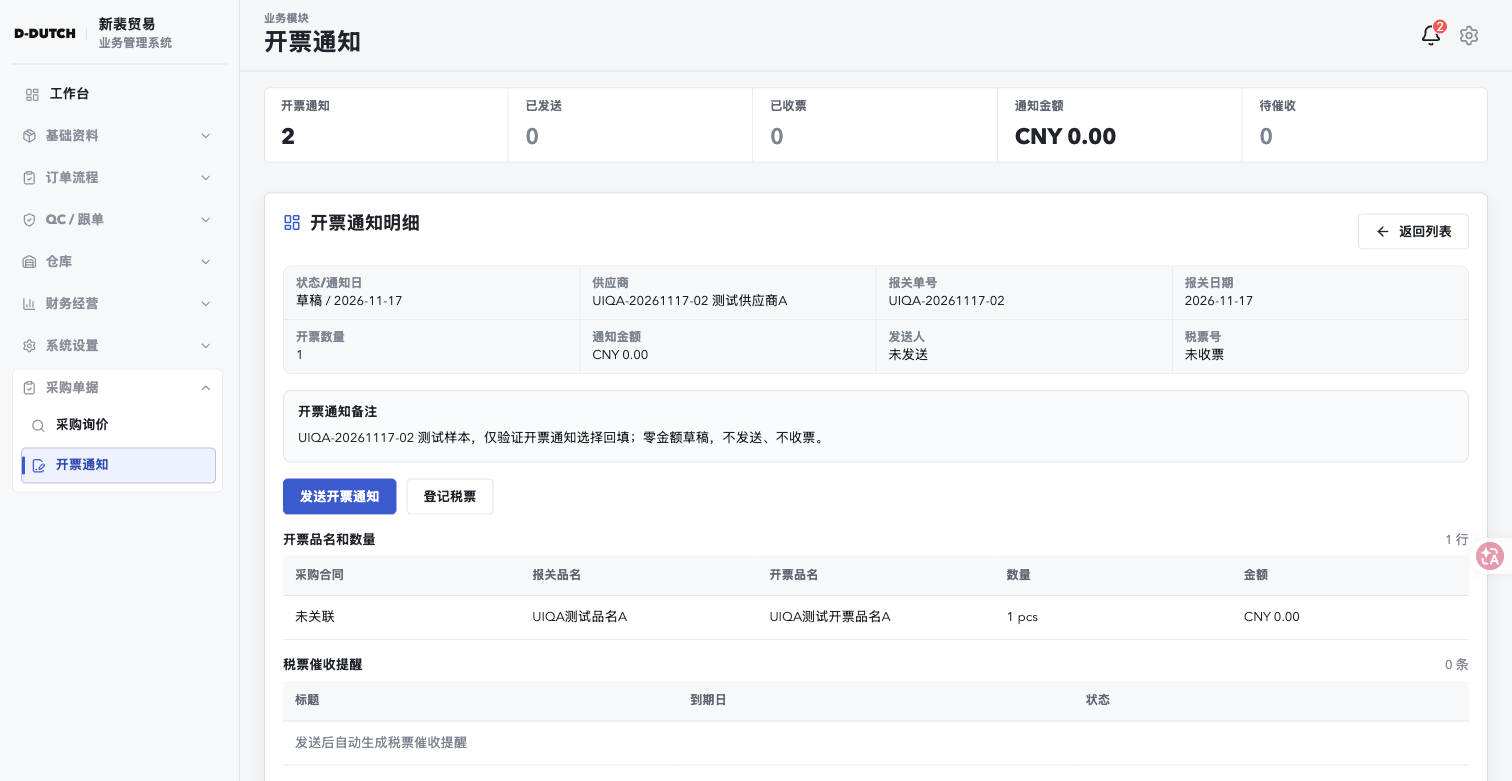 D-DUTCH
新裴贸易
业务管理系统
工作台
基础资料
订单流程
QC / 跟单
仓库
财务经营
系统设置
采购单据
采购询价
开票通知
业务模块
开票通知
2
开票通知
2
已发送
0
已收票
0
通知金额
CNY 0.00
待催收
0
开票通知明细
返回列表
状态/通知日
草稿 / 2026-11-17
供应商
UIQA-20261117-02 测试供应商A
报关单号
UIQA-20261117-02
报关日期
2026-11-17
开票数量
1
通知金额
CNY 0.00
发送人
未发送
税票号
未收票
开票通知备注
UIQA-20261117-02 测试样本，仅验证开票通知选择回填；零金额草稿，不发送、不收票。
发送开票通知
登记税票
开票品名和数量
1 行
采购合同 报关品名 开票品名 数量 金额
未关联 UIQA测试品名A UIQA测试开票品名A 1 pcs CNY 0.00
税票催收提醒
0 条
标题 到期日 状态
发送后自动生成税票催收提醒